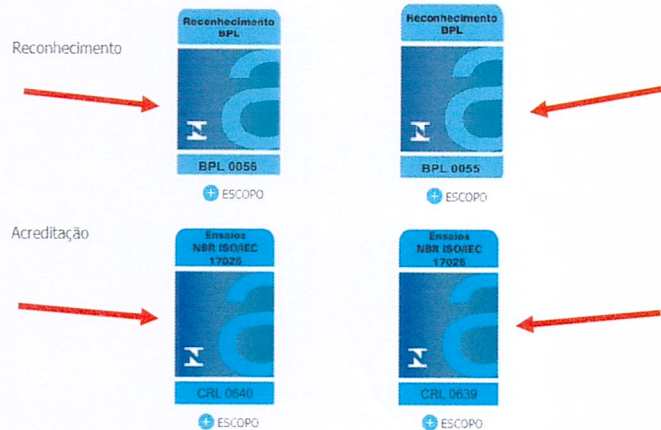 Reconhecimento
Reconhecimento
BPL
BPL 0056
+ ESCOPO
Reconhecimento
BPL
BPL 0055
+ ESCOPO
Acreditação
Ensaios
NBR ISO/IEC
17025
CRL 0640
+ ESCOPO
Ensaios
NBR ISO/IEC
17025
CRL 0639
+ ESCOPO